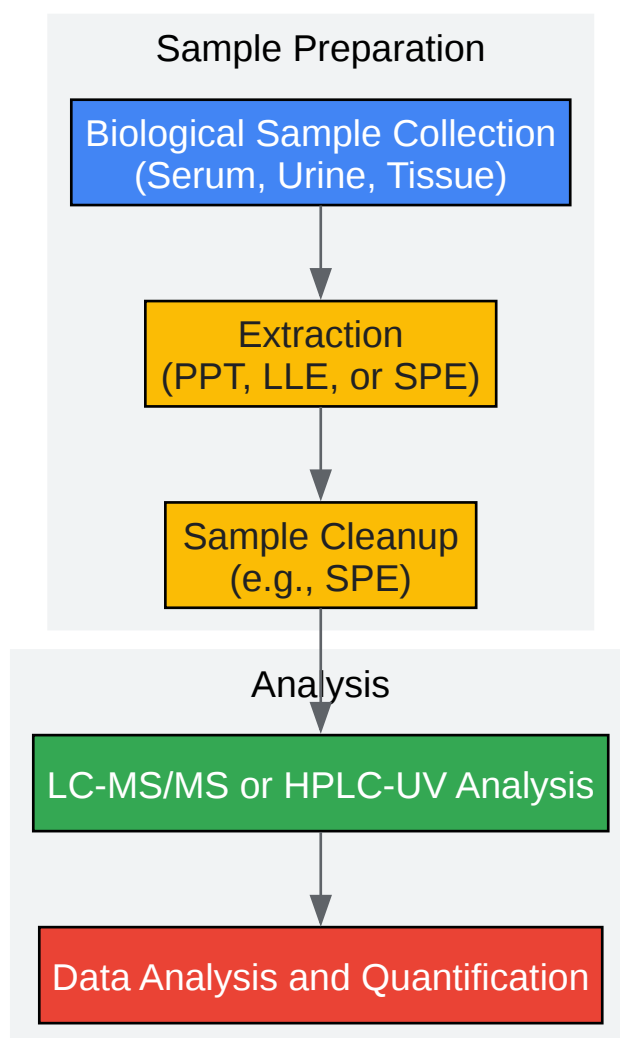 Sample Preparation
Biological Sample Collection
(Serum, Urine, Tissue)
Extraction
(PPT, LLE, or SPE)
Sample Cleanup
(e.g., SPE)
Analysis
LC-MS/MS or HPLC-UV Analysis
Data Analysis and Quantification